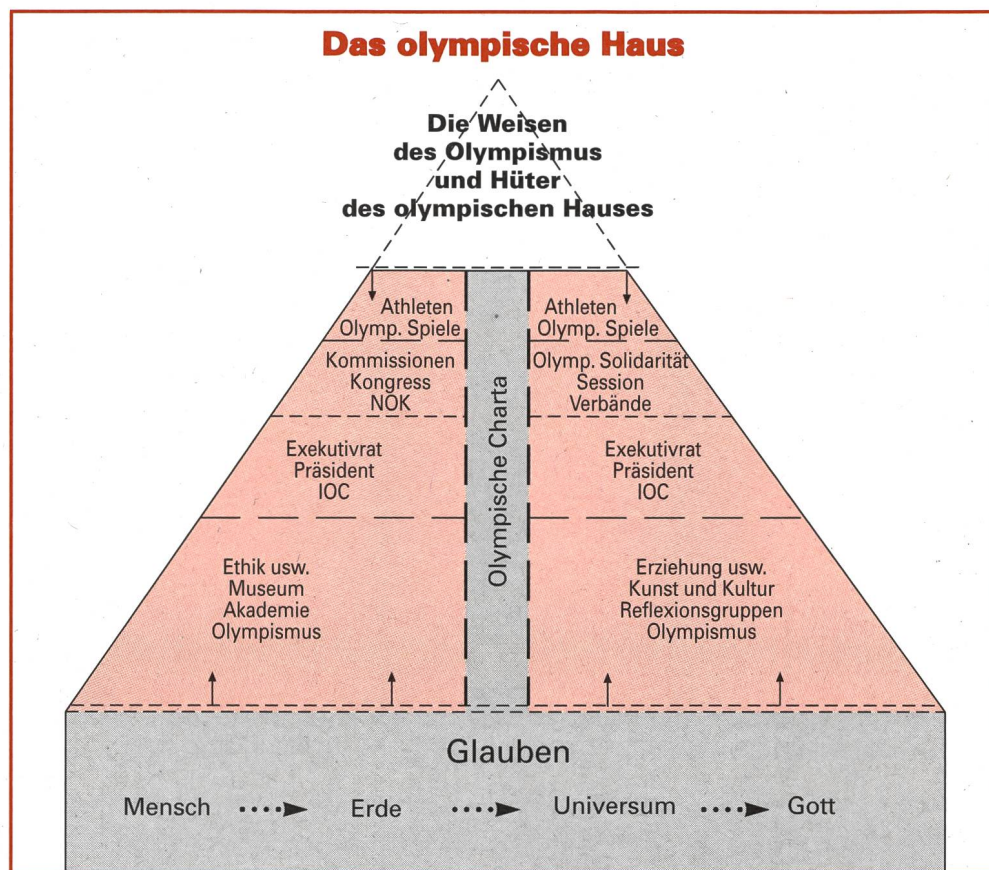 Das olympische Haus
Die Weisen
des Olympismus
und Hüter
des olympischen Hauses
Athleten
Olymp. Spiele
Kommissionen
Kongress
NOK
Exekutivrat
Präsident
IOC
Ethik usw.
Museum
Akademie
Olympismus
Olympische Charta
Athleten
Olymp. Spiele
Olymp. Solidarität
Session
Verbände
Exekutivrat
Präsident
IOC
Erziehung usw.
Kunst und Kultur
Reflexionsgruppen
Olympismus
Glauben
Mensch Erde Universum Gott